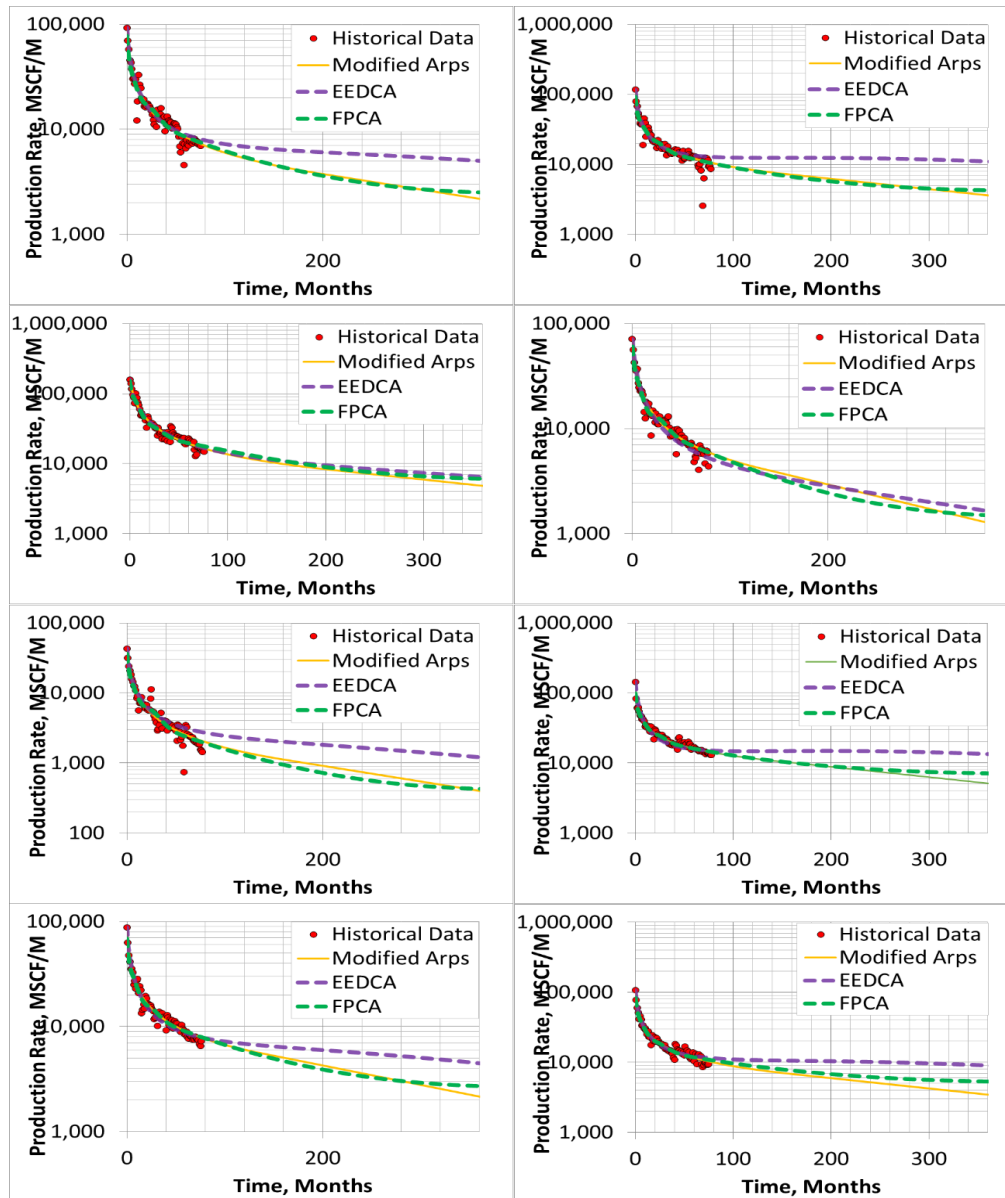 Production Rate, MSCF/M
100,000
10,000
1,000
0
200
Time, Months
Historical Data
Modified Arps
EEDCA
FPCA
Production Rate, MSCF/M
1,000,000
100,000
10,000
1,000
0
100
200
300
Time, Months
Historical Data
Modified Arps
EEDCA
FPCA
Production Rate, MSCF/M
1,000,000
100,000
10,000
1,000
0
100
200
300
Time, Months
Historical Data
Modified Arps
EEDCA
FPCA
Production Rate, MSCF/M
100,000
10,000
1,000
0
200
Time, Months
Historical Data
Modified Arps
EEDCA
FPCA
Production Rate, MSCF/M
100,000
10,000
1,000
100
0
200
Time, Months
Historical Data
Modified Arps
EEDCA
FPCA
Production Rate, MSCF/M
1,000,000
100,000
10,000
1,000
0
100
200
300
Time, Months
Historical Data
Modified Arps
EEDCA
FPCA
Production Rate, MSCF/M
100,000
10,000
1,000
0
200
Time, Months
Historical Data
Modified Arps
EEDCA
FPCA
Production Rate, MSCF/M
1,000,000
100,000
10,000
1,000
0
100
200
300
Time, Months
Historical Data
Modified Arps
EEDCA
FPCA